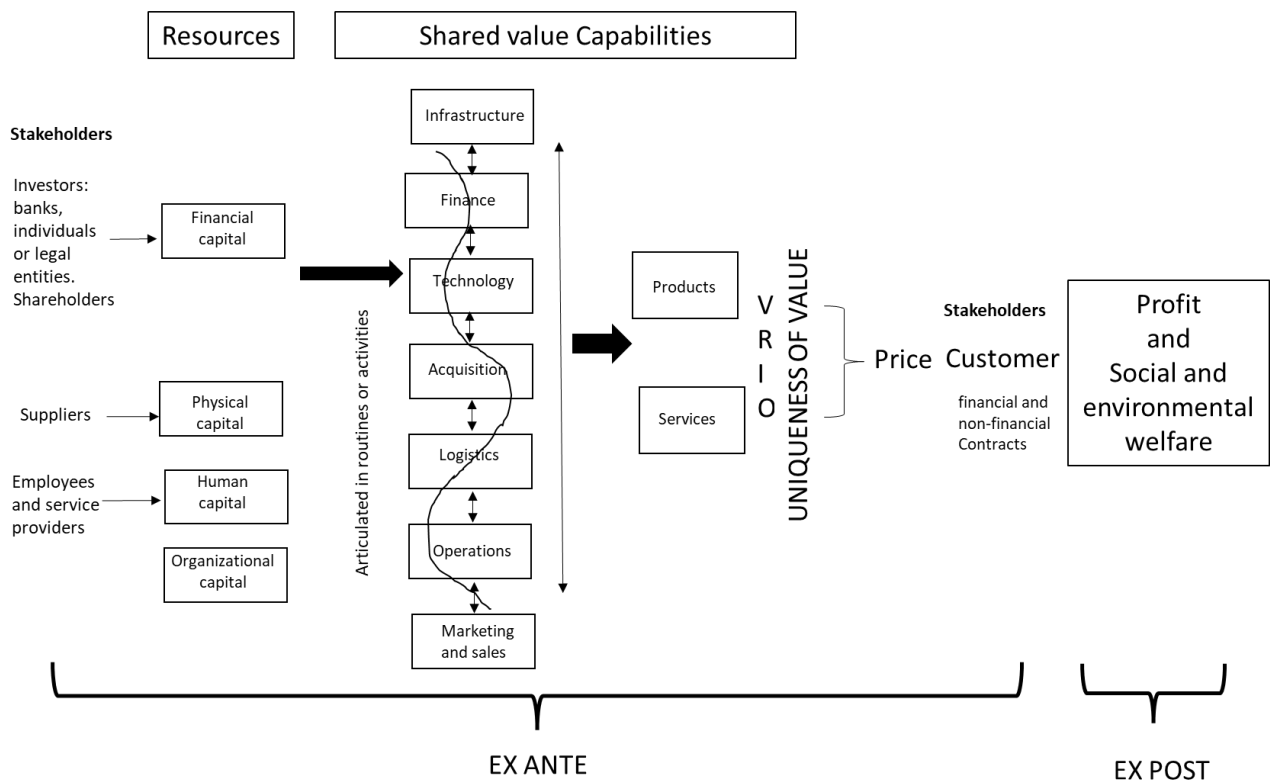 Resources
Shared value Capabilities
Stakeholders
Investors:
banks,
individuals
or legal
entities.
Shareholders
Financial
capital
Suppliers
Physical
capital
Employees
and service
providers
Human
capital
Organizational
capital
Articulated in routines or activities
Infrastructure
Finance
Technology
Acquisition
Logistics
Operations
Marketing
and sales
Products
Services
V
R
I
O
UNIQUENESS OF VALUE
Price
Stakeholders
Customer
financial and
non-financial
Contracts
Profit
and
Social and
environmental
welfare
EX ANTE
EX POST